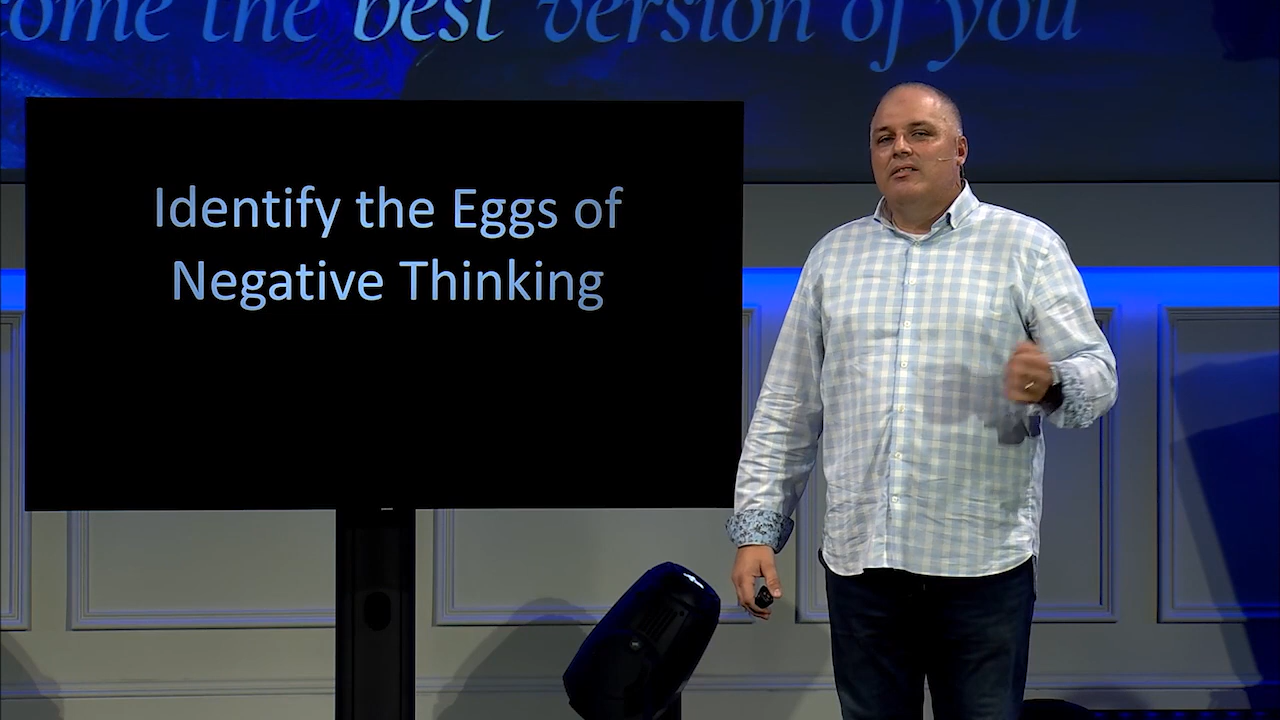 ome the best version of you
Identify the Eggs of
Negative Thinking